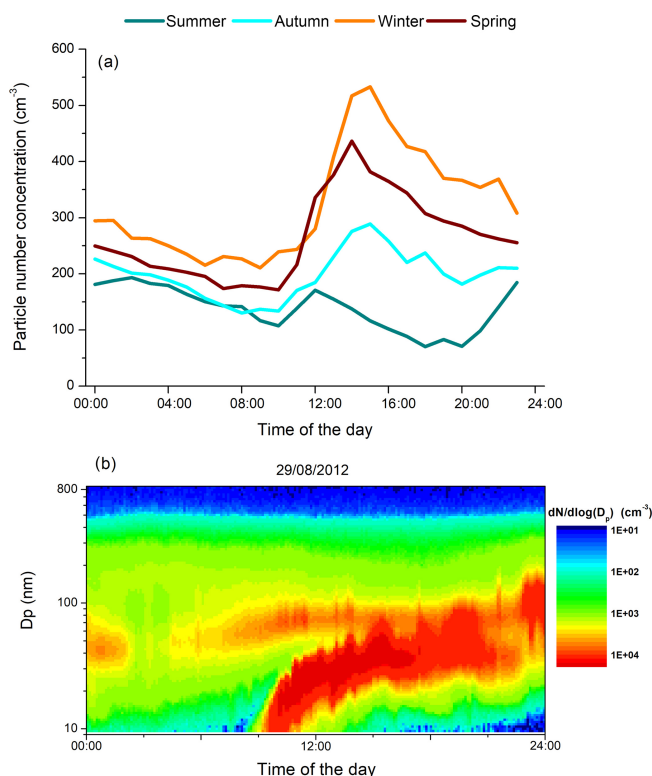 Summer Autumn Winter Spring
(a)
600
500
400
300
200
100
0
Particle number concentration (cm⁻³)
00:00 04:00 08:00 12:00 16:00 20:00 24:00
Time of the day
(b)
29/08/2012
800
100
10
Dp (nm)
dN/dlog(Dₚ) (cm⁻³)
1E+01
1E+02
1E+03
1E+04
00:00 12:00 24:00
Time of the day